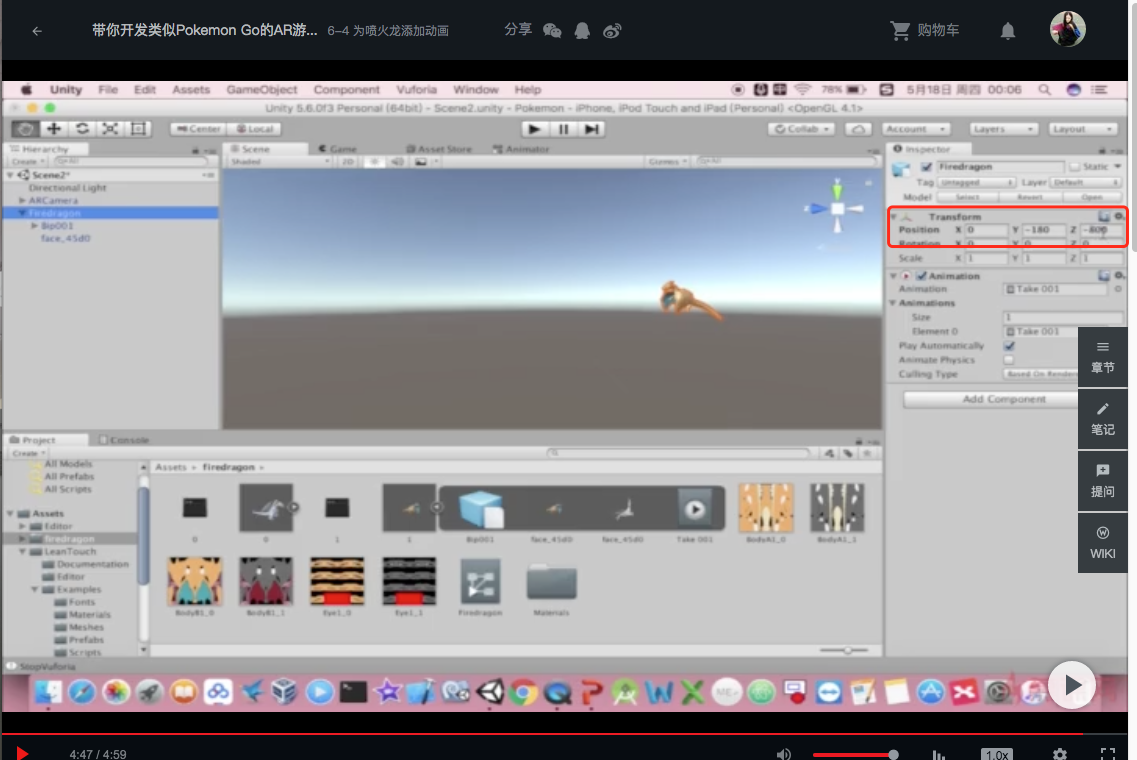 带你开发类似Pokemon Go的AR游... 6-4 为喷火龙添加动画 分享 购物车
Unity File Edit Assets GameObject Component Vuforia Window Help 78% 5月18日 周四 00:06
Unity 5.6.0f3 Personal (64bit) - Scene2.unity - Pokemon - iPhone, iPod Touch and iPad (Personal) <OpenGL 4.1>
Center Local Collab Account Layers Layout
Hierarchy Scene Game Asset Store Animator Inspector
Create Shaded 2D Gizmos
Scene2*
Directional Light
ARCamera
Firedragon
Bip001
face_45d0
Firedragon Static
Tag Untagged Layer Default
Model Select Revert Open
Transform
Position X 0 Y -180 Z -800
Rotation X 0 Y 0 Z 0
Scale X 1 Y 1 Z 1
Animation
Animation Take 001
Animations
Size 1
Element 0 Take 001
Play Automatically
Animate Physics
Culling Type Based On Renderers
Add Component
章节
笔记
提问
WIKI
Project Console
Create
All Models
All Prefabs
All Scripts
Assets
Editor
firedragon
LeanTouch
Documentation
Editor
Examples
Fonts
Materials
Meshes
Prefabs
Scripts
Assets firedragon
0 0 1 1 Bip001 face_45d0 face_45d0 Take 001 BodyA1_0 BodyA1_1
BodyB1_0 BodyB1_1 Eye1_0 Eye1_1 Firedragon Materials
StopVuforia
4:47 / 4:59 1.0x